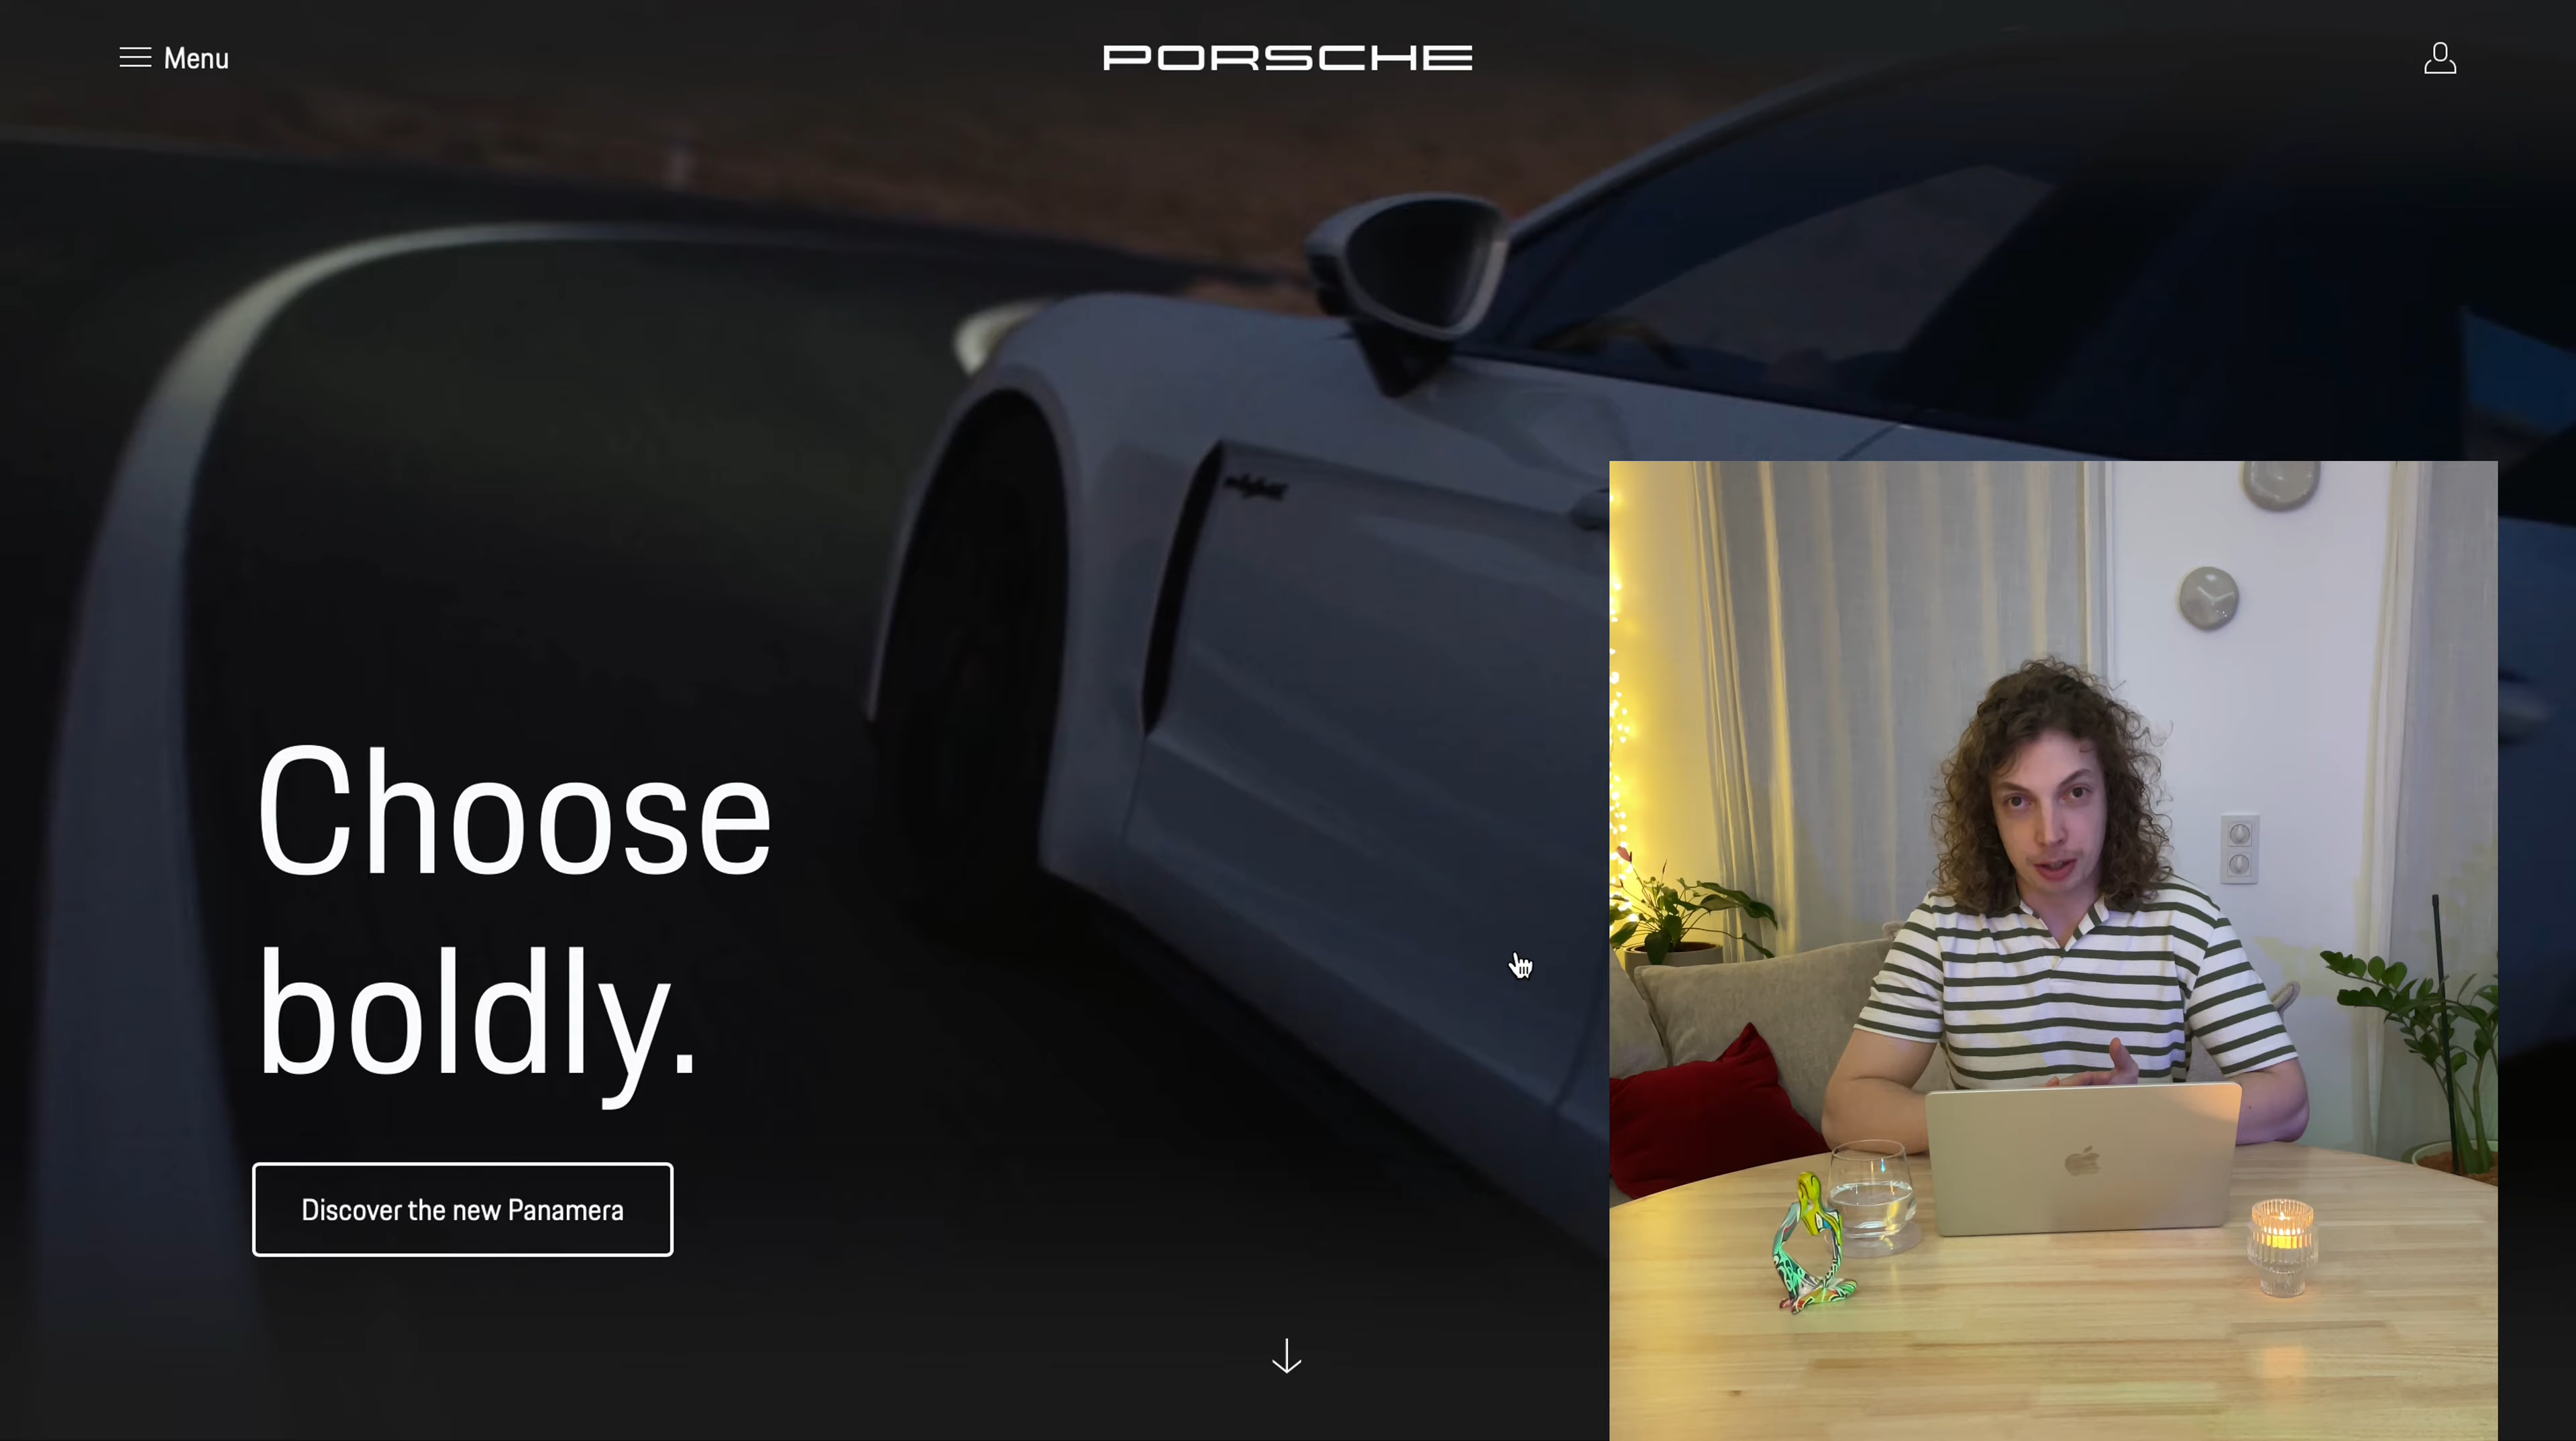 Menu
PORSCHE
Choose
boldly.
Discover the new Panamera